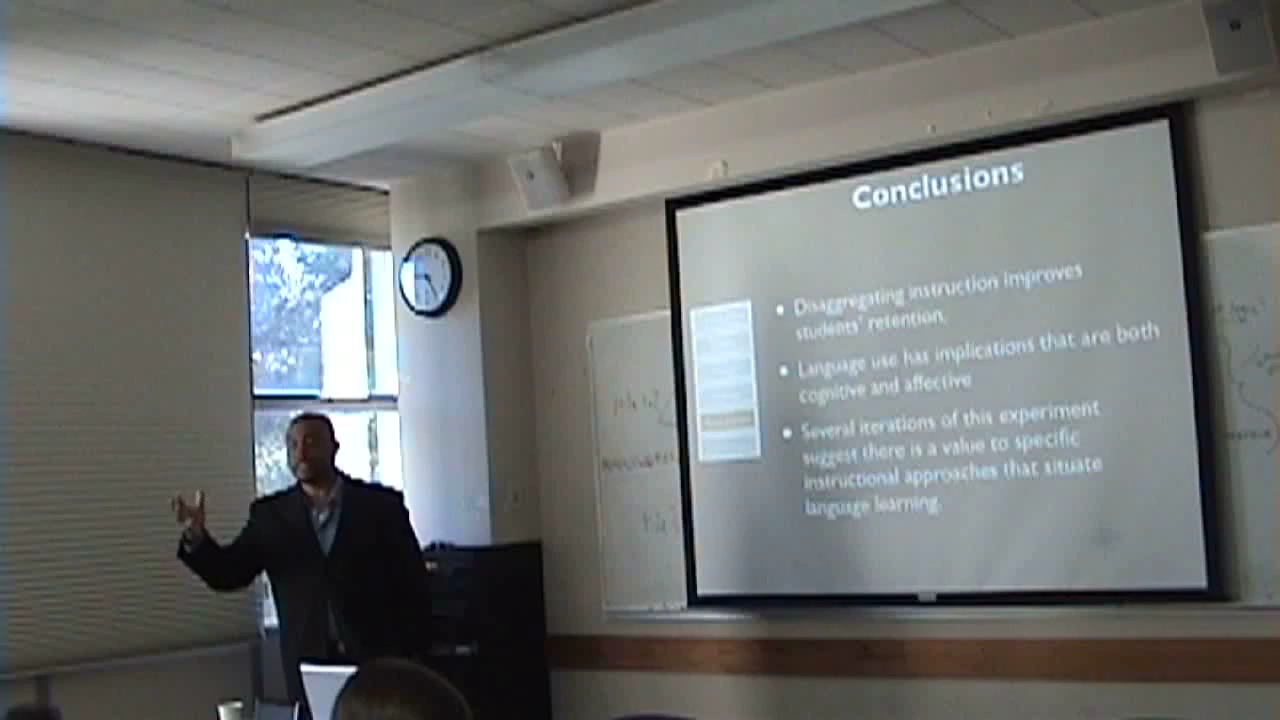 Conclusions
Disaggregating instruction improves
students' retention.
Language use has implications that are both
cognitive and affective
Several iterations of this experiment
suggest there is a value to specific
instructional approaches that situate
language learning.